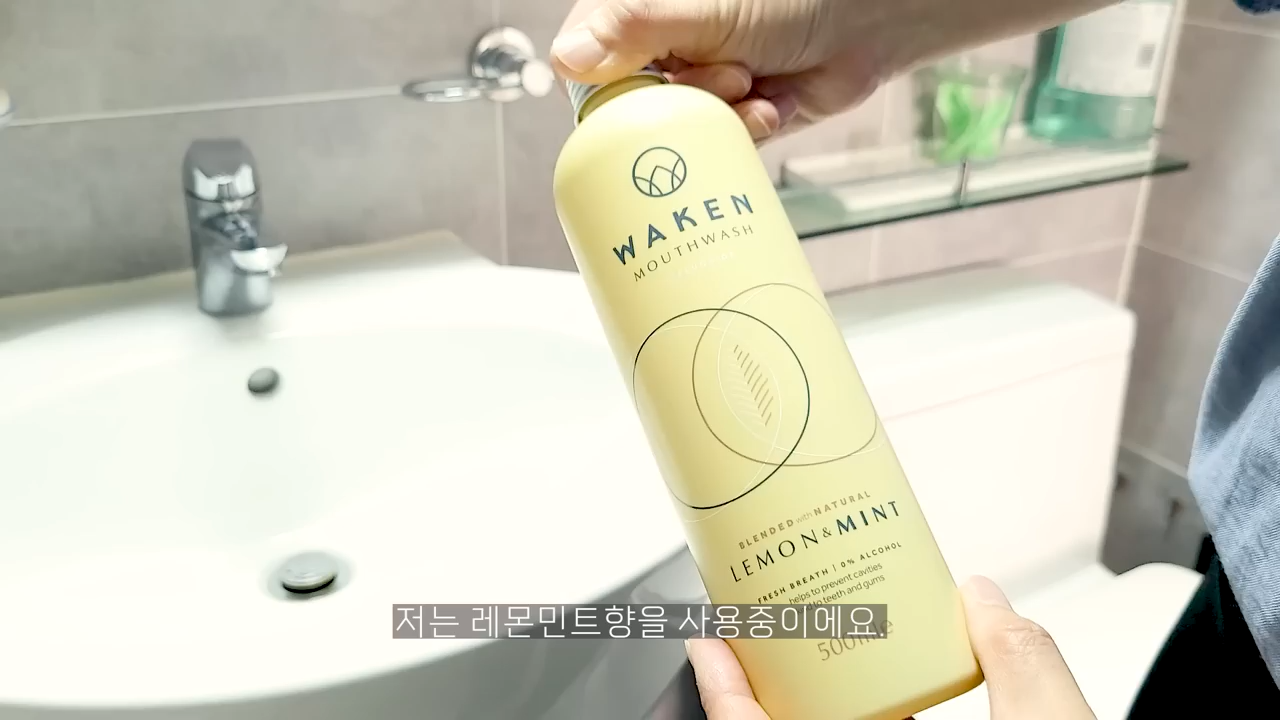 WAKEN
MOUTHWASH
BLENDED with NATURAL
LEMON & MINT
FRESH BREATH | 0% ALCOHOL
helps to prevent cavities
to teeth and gums
저는 레몬민트향을 사용중이에요.
500ml e